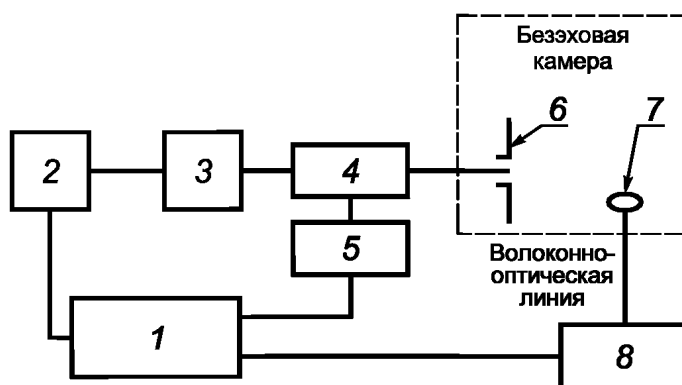 Безэховая
камера
6
7
2
3
4
5
Волоконно-
оптическая
линия
1
8